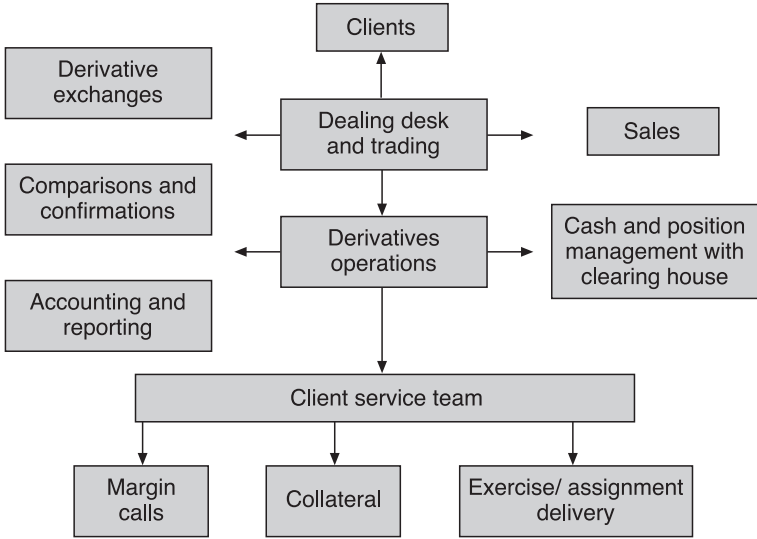 Clients
Derivative
exchanges
Dealing desk
and trading
Sales
Comparisons and
confirmations
Derivatives
operations
Cash and position
management with
clearing house
Accounting and
reporting
Client service team
Margin
calls
Collateral
Exercise/ assignment
delivery